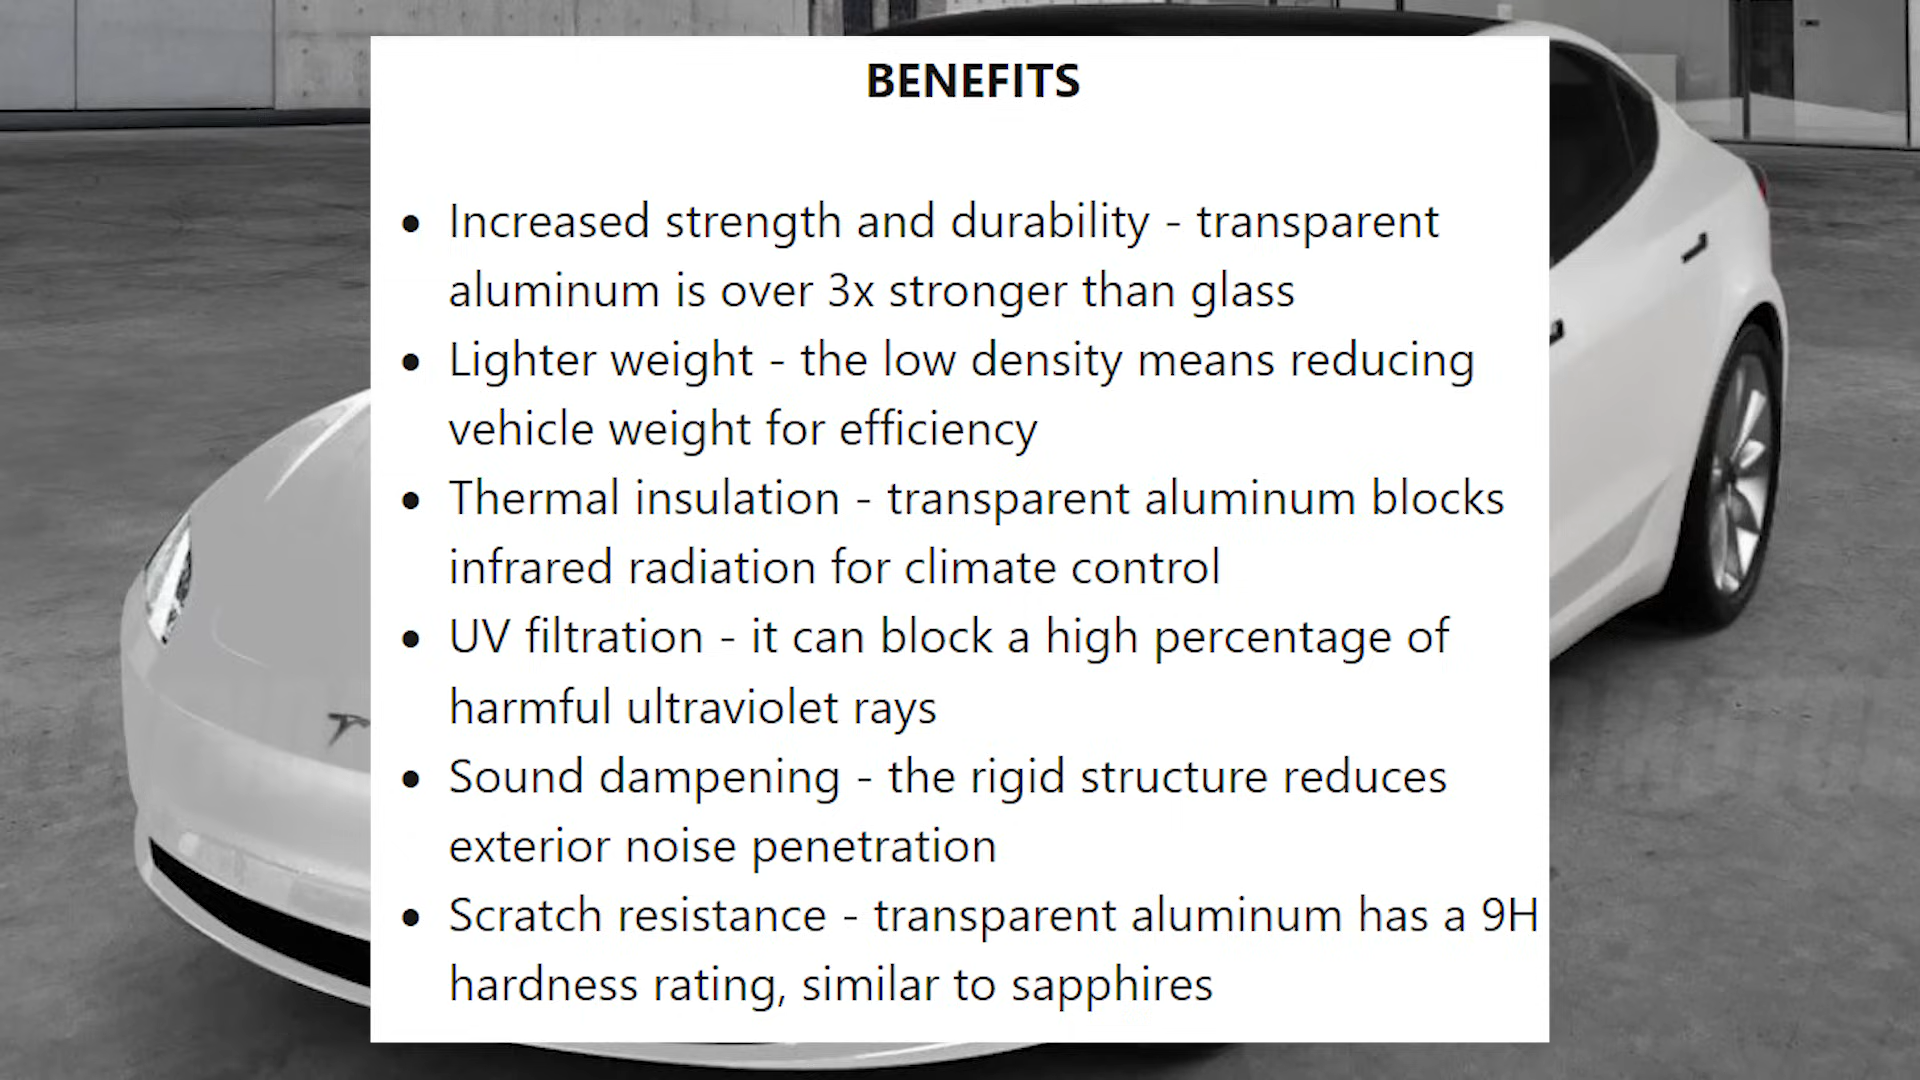 BENEFITS
• Increased strength and durability - transparent
aluminum is over 3x stronger than glass
• Lighter weight - the low density means reducing
vehicle weight for efficiency
• Thermal insulation - transparent aluminum blocks
infrared radiation for climate control
• UV filtration - it can block a high percentage of
harmful ultraviolet rays
• Sound dampening - the rigid structure reduces
exterior noise penetration
• Scratch resistance - transparent aluminum has a 9H
hardness rating, similar to sapphires